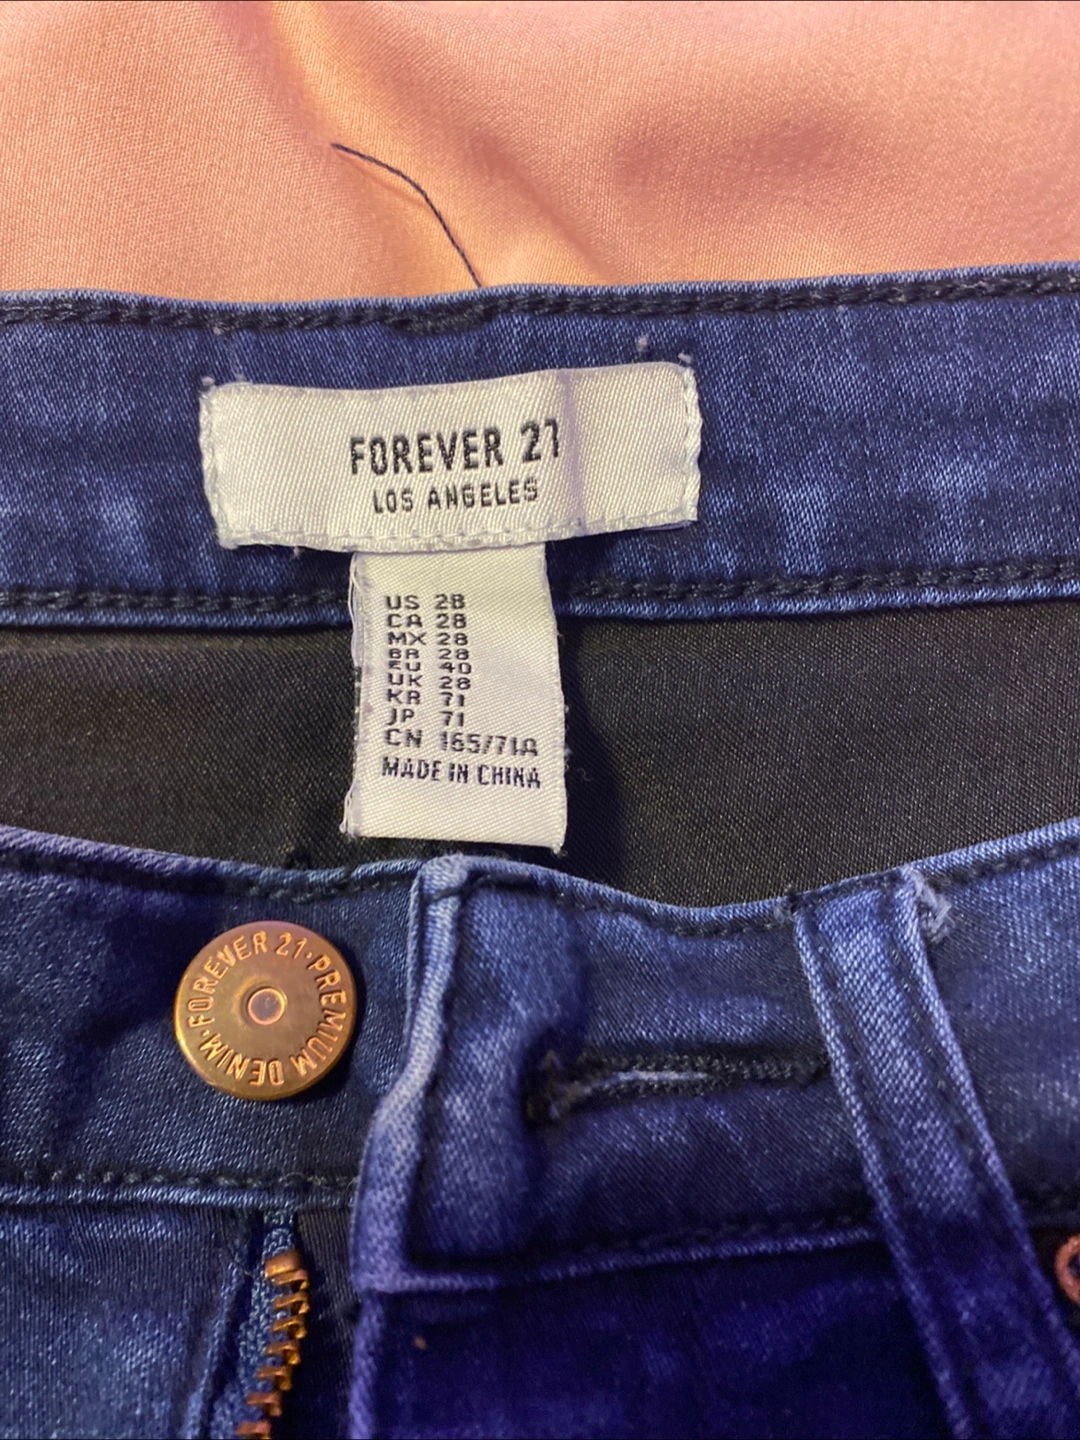 FOREVER 21
LOS ANGELES
US 28
CA 28
MX 28
BR 28
EU 40
UK 28
KR 71
JP 71
CN 165/71A
MADE IN CHINA
FOREVER 21·PREMIUM DENIM·